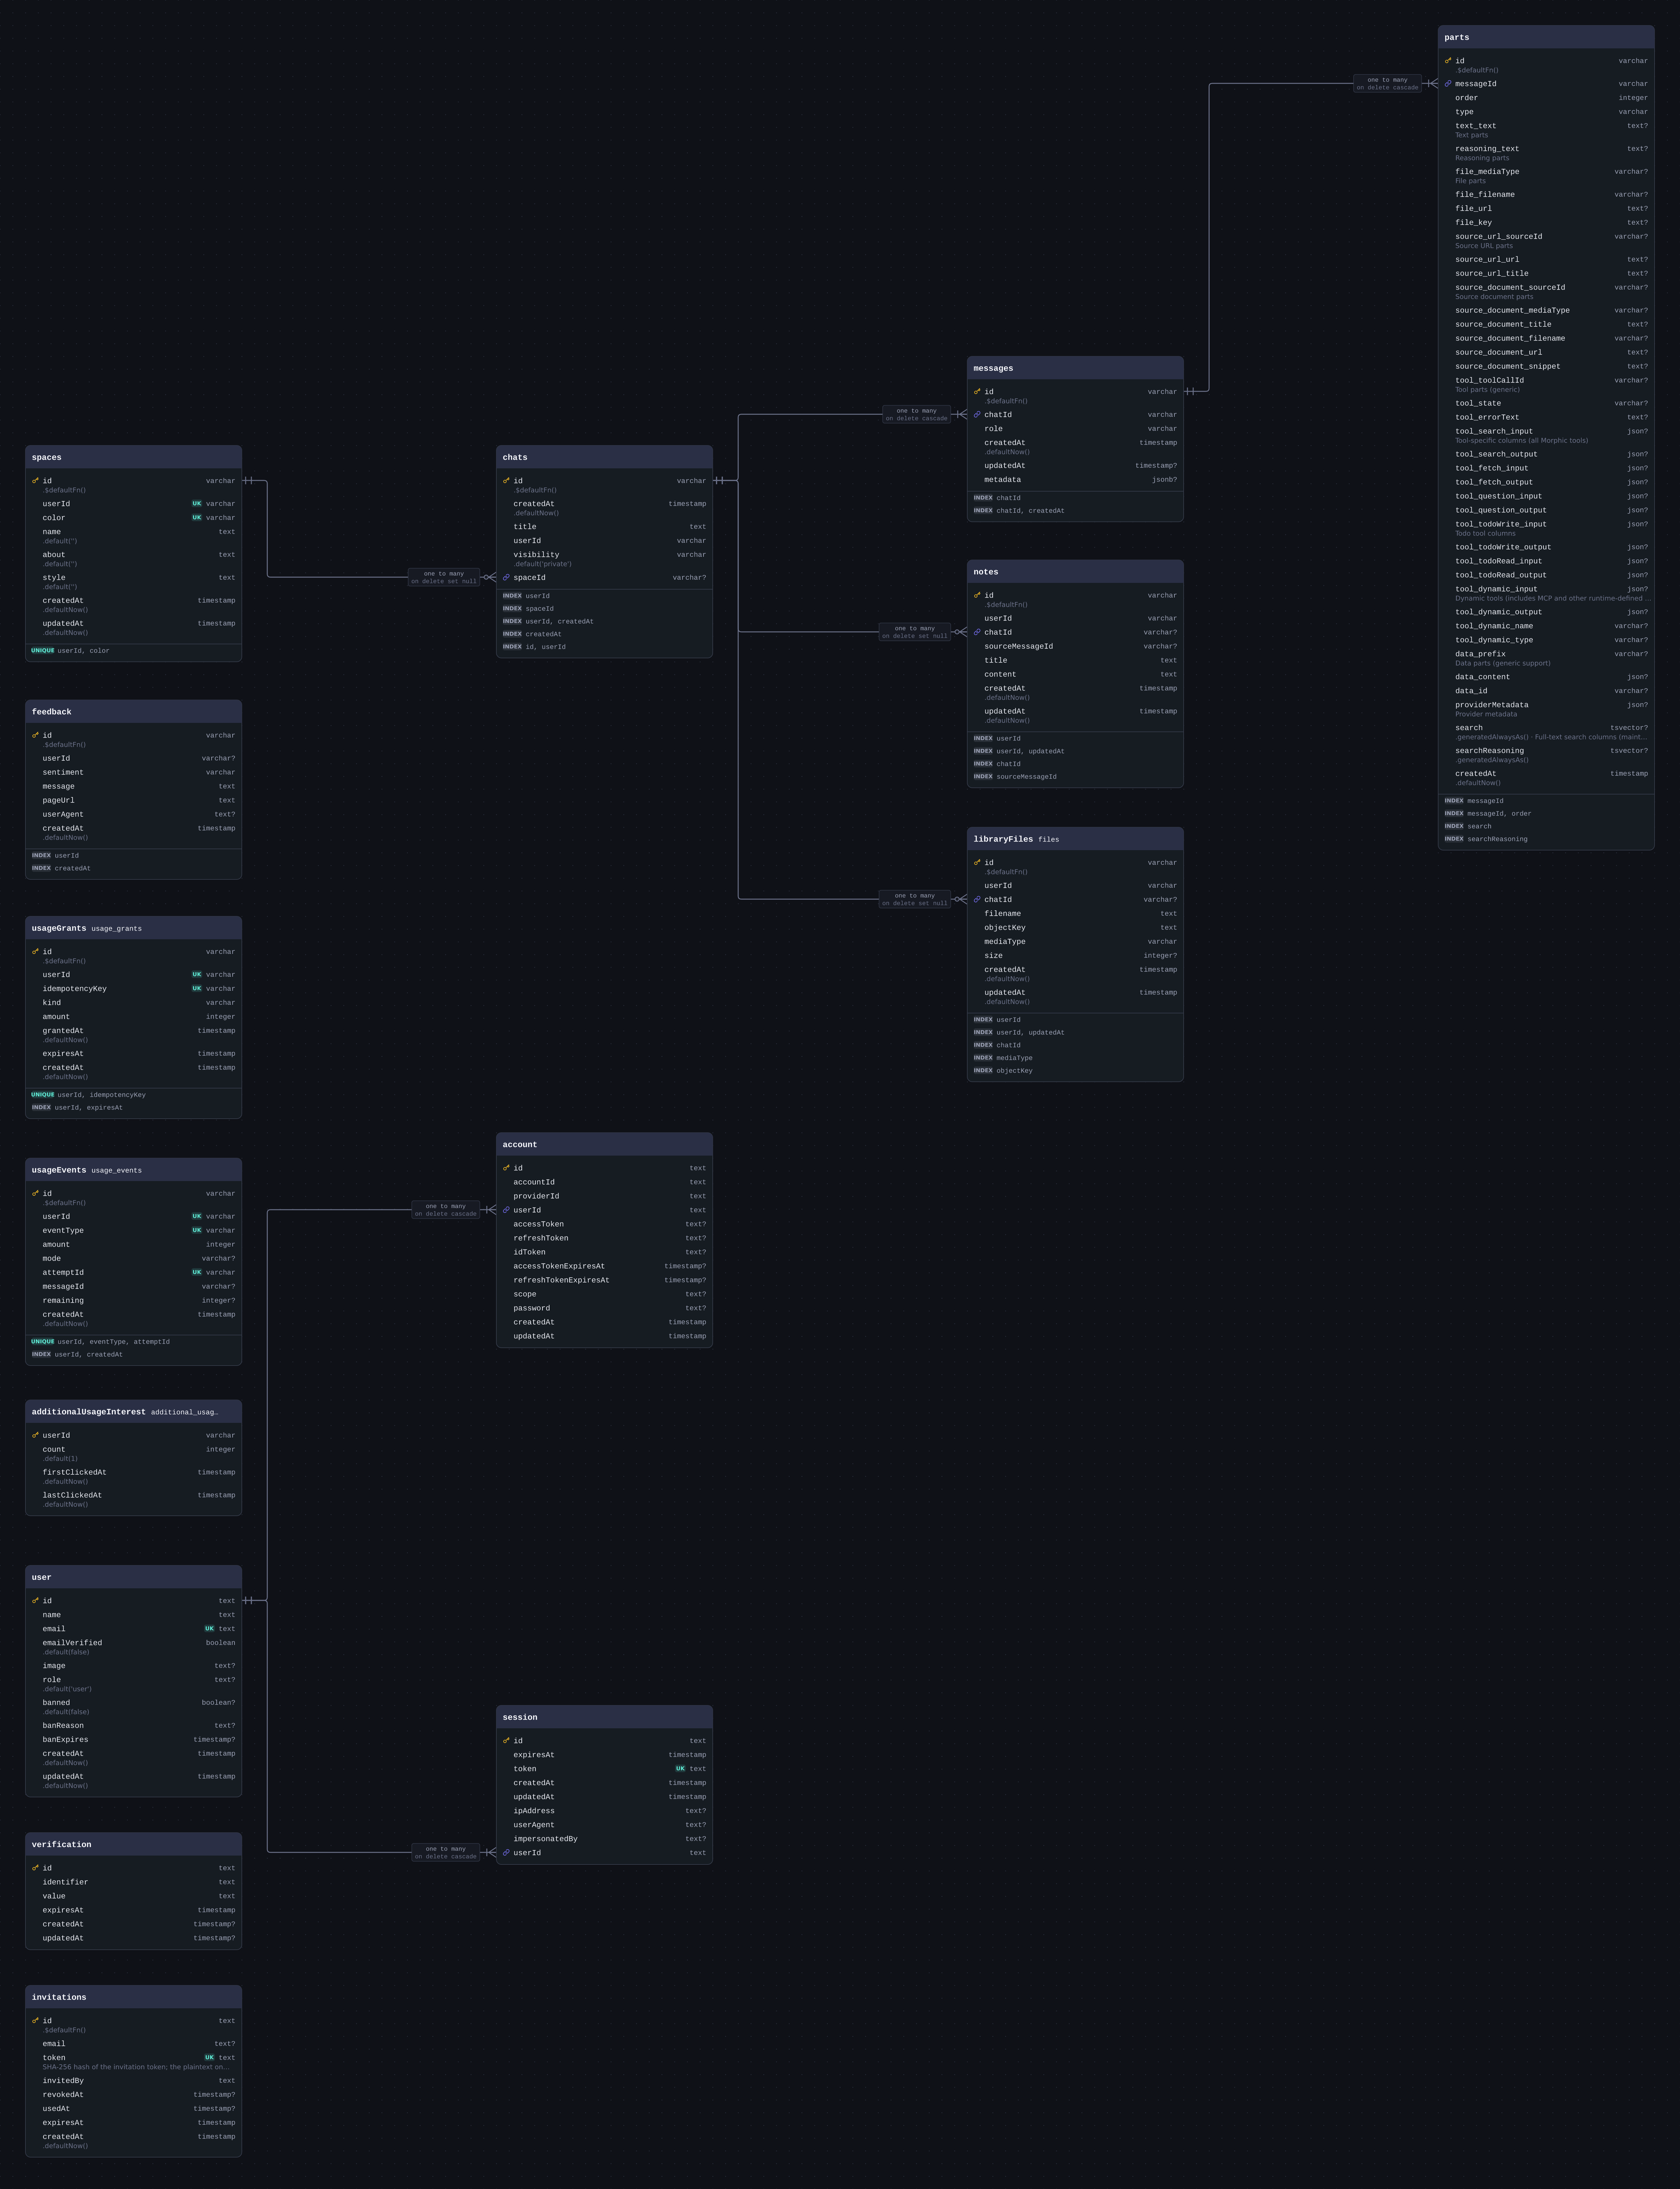 parts
id varchar
.$defaultFn()
messageId varchar
order integer
type varchar
text_text text?
Text parts
reasoning_text text?
Reasoning parts
file_mediaType varchar?
File parts
file_filename varchar?
file_url text?
file_key text?
source_url_sourceId varchar?
Source URL parts
source_url_url text?
source_url_title text?
source_document_sourceId varchar?
Source document parts
source_document_mediaType varchar?
source_document_title text?
source_document_filename varchar?
source_document_url text?
source_document_snippet text?
tool_toolCallId varchar?
Tool parts (generic)
tool_state varchar?
tool_errorText text?
tool_search_input json?
Tool-specific columns (all Morphic tools)
tool_search_output json?
tool_fetch_input json?
tool_fetch_output json?
tool_question_input json?
tool_question_output json?
tool_todoWrite_input json?
Todo tool columns
tool_todoWrite_output json?
tool_todoRead_input json?
tool_todoRead_output json?
tool_dynamic_input json?
Dynamic tools (includes MCP and other runtime-defined ...
tool_dynamic_output json?
tool_dynamic_name varchar?
tool_dynamic_type varchar?
data_prefix varchar?
Data parts (generic support)
data_content json?
data_id varchar?
providerMetadata json?
Provider metadata
search tsvector?
.generatedAlwaysAs() · Full-text search columns (maint...
searchReasoning tsvector?
.generatedAlwaysAs()
createdAt timestamp
.defaultNow()
INDEX messageId
INDEX messageId, order
INDEX search
INDEX searchReasoning
one to many
on delete cascade
messages
id varchar
.$defaultFn()
chatId varchar
role varchar
createdAt timestamp
.defaultNow()
updatedAt timestamp?
metadata jsonb?
INDEX chatId
INDEX chatId, createdAt
one to many
on delete cascade
spaces
id varchar
.$defaultFn()
userId UK varchar
color UK varchar
name text
.default('')
about text
.default('')
style text
.default('')
createdAt timestamp
.defaultNow()
updatedAt timestamp
.defaultNow()
UNIQUE userId, color
one to many
on delete set null
chats
id varchar
.$defaultFn()
createdAt timestamp
.defaultNow()
title text
userId varchar
visibility varchar
.default('private')
spaceId varchar?
INDEX userId
INDEX spaceId
INDEX userId, createdAt
INDEX createdAt
INDEX id, userId
one to many
on delete set null
notes
id varchar
.$defaultFn()
userId varchar
chatId varchar?
sourceMessageId varchar?
title text
content text
createdAt timestamp
.defaultNow()
updatedAt timestamp
.defaultNow()
INDEX userId
INDEX userId, updatedAt
INDEX chatId
INDEX sourceMessageId
one to many
on delete set null
libraryFiles files
id varchar
.$defaultFn()
userId varchar
chatId varchar?
filename text
objectKey text
mediaType varchar
size integer?
createdAt timestamp
.defaultNow()
updatedAt timestamp
.defaultNow()
INDEX userId
INDEX userId, updatedAt
INDEX chatId
INDEX mediaType
INDEX objectKey
feedback
id varchar
.$defaultFn()
userId varchar?
sentiment varchar
message text
pageUrl text
userAgent text?
createdAt timestamp
.defaultNow()
INDEX userId
INDEX createdAt
usageGrants usage_grants
id varchar
.$defaultFn()
userId UK varchar
idempotencyKey UK varchar
kind varchar
amount integer
grantedAt timestamp
.defaultNow()
expiresAt timestamp
createdAt timestamp
.defaultNow()
UNIQUE userId, idempotencyKey
INDEX userId, expiresAt
usageEvents usage_events
id varchar
.$defaultFn()
userId UK varchar
eventType UK varchar
amount integer
mode varchar?
attemptId UK varchar
messageId varchar?
remaining integer?
createdAt timestamp
.defaultNow()
UNIQUE userId, eventType, attemptId
INDEX userId, createdAt
one to many
on delete cascade
account
id text
accountId text
providerId text
userId text
accessToken text?
refreshToken text?
idToken text?
accessTokenExpiresAt timestamp?
refreshTokenExpiresAt timestamp?
scope text?
password text?
createdAt timestamp
updatedAt timestamp
additionalUsageInterest additional_usag…
userId varchar
count integer
.default(1)
firstClickedAt timestamp
.defaultNow()
lastClickedAt timestamp
.defaultNow()
user
id text
name text
email UK text
emailVerified boolean
.default(false)
image text?
role text?
.default('user')
banned boolean?
.default(false)
banReason text?
banExpires timestamp?
createdAt timestamp
.defaultNow()
updatedAt timestamp
.defaultNow()
one to many
on delete cascade
session
id text
expiresAt timestamp
token UK text
createdAt timestamp
updatedAt timestamp
ipAddress text?
userAgent text?
impersonatedBy text?
userId text
verification
id text
identifier text
value text
expiresAt timestamp
createdAt timestamp?
updatedAt timestamp?
invitations
id text
.$defaultFn()
email text?
token UK text
SHA-256 hash of the invitation token; the plaintext on...
invitedBy text
revokedAt timestamp?
usedAt timestamp?
expiresAt timestamp
createdAt timestamp
.defaultNow()